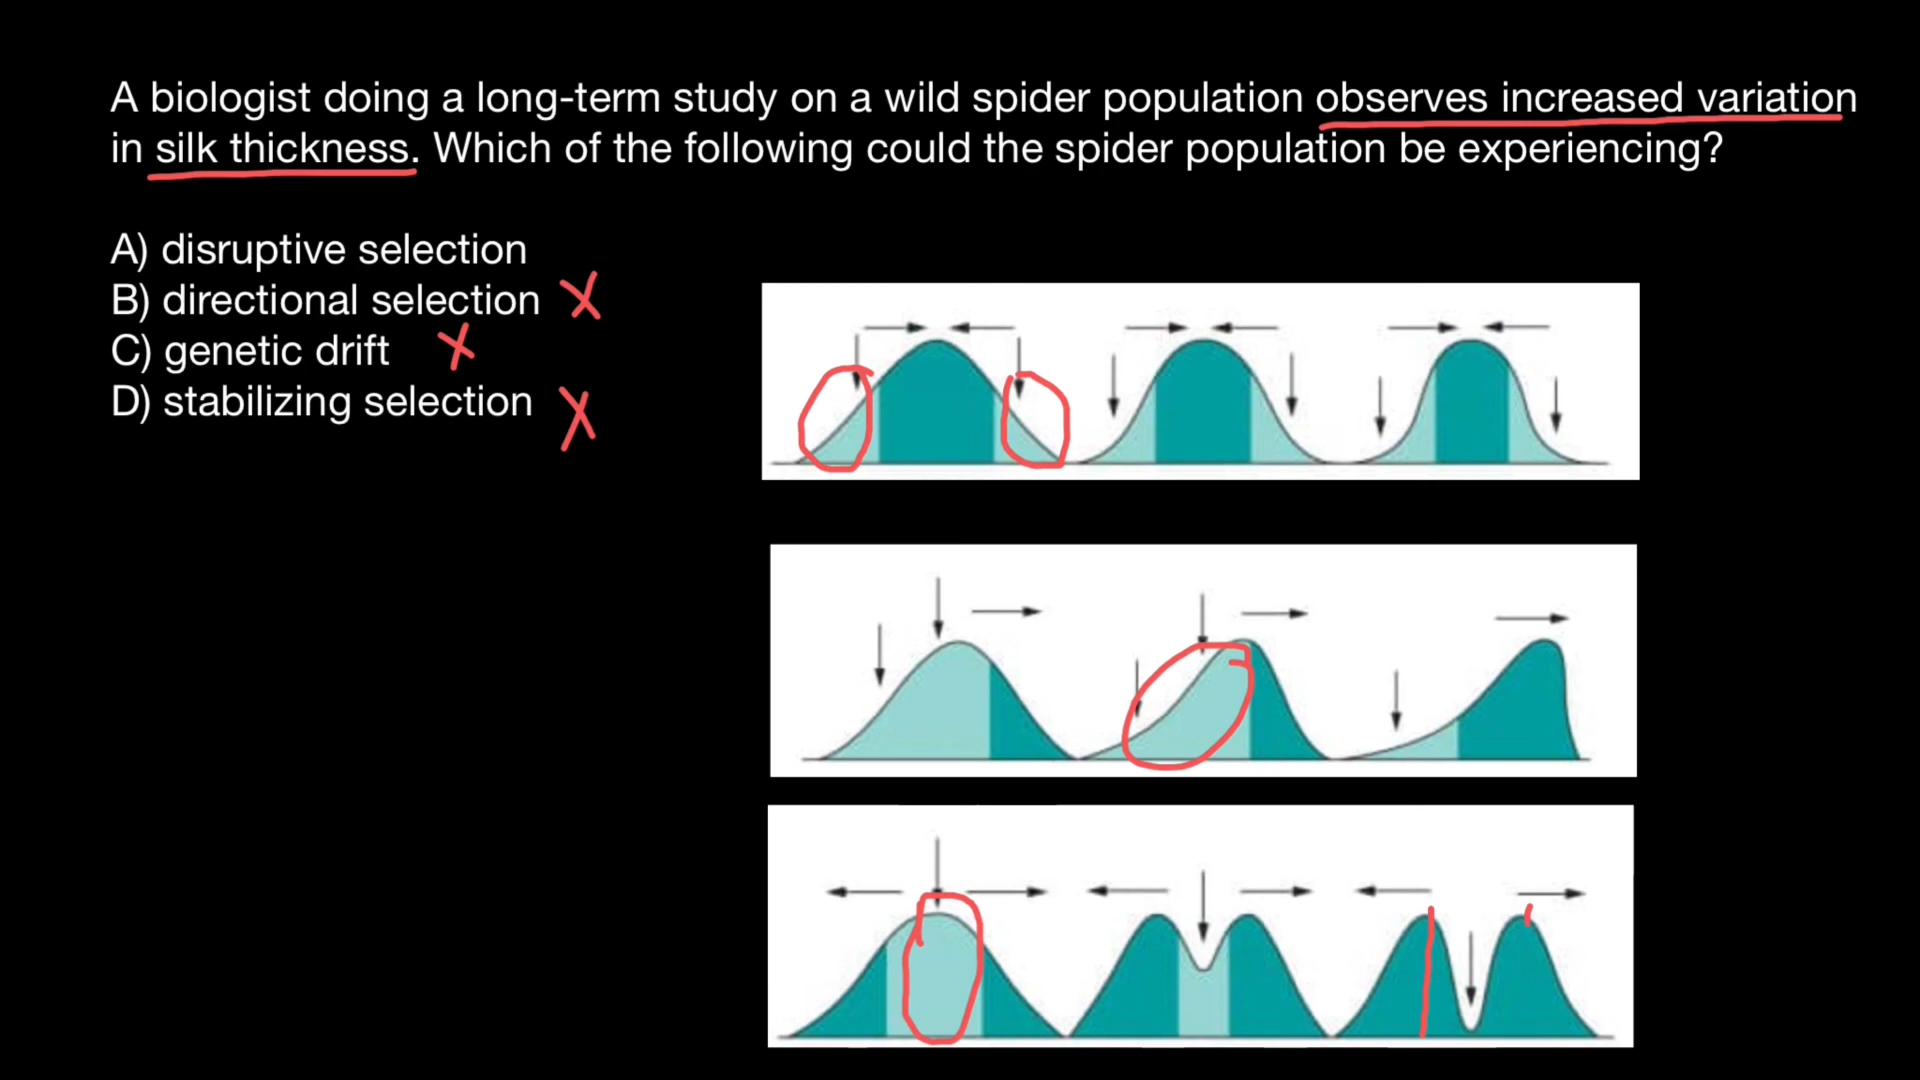 A biologist doing a long-term study on a wild spider population observes increased variation
in silk thickness. Which of the following could the spider population be experiencing?
A) disruptive selection
B) directional selection
C) genetic drift
D) stabilizing selection